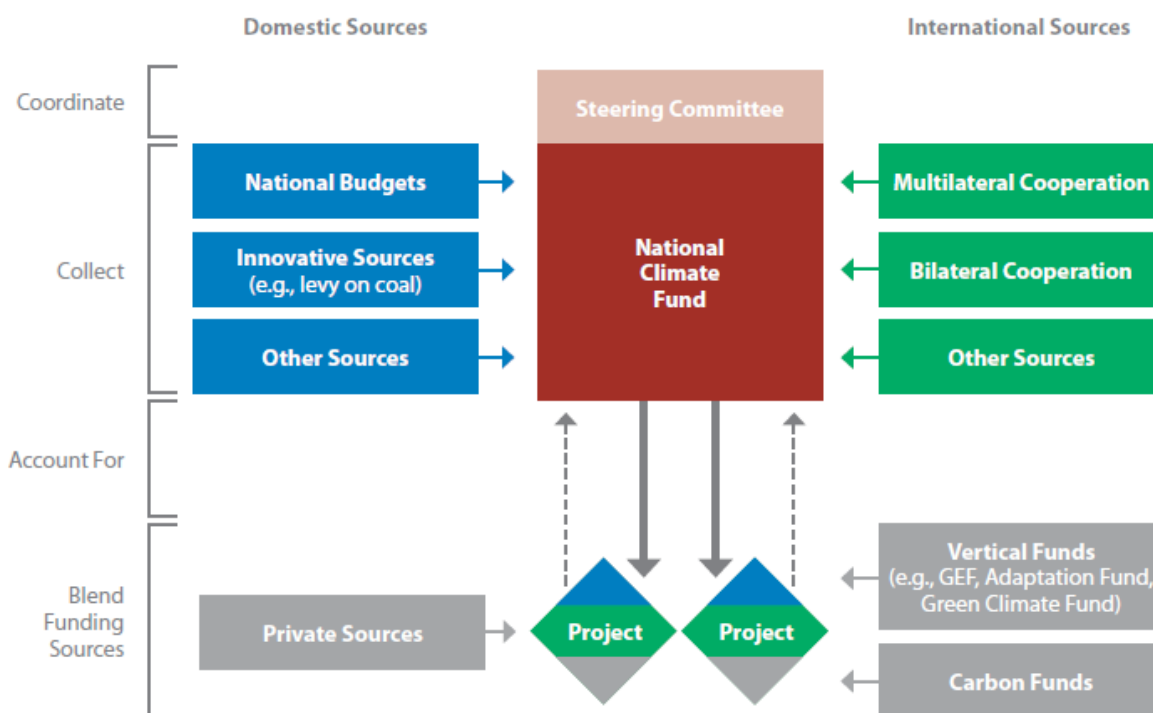 Domestic Sources
International Sources
Coordinate
Steering Committee
Collect
National Budgets
Innovative Sources
(e.g., levy on coal)
Other Sources
National
Climate
Fund
Multilateral Cooperation
Bilateral Cooperation
Other Sources
Account For
Blend
Funding
Sources
Private Sources
Project
Project
Vertical Funds
(e.g., GEF, Adaptation Fund,
Green Climate Fund)
Carbon Funds